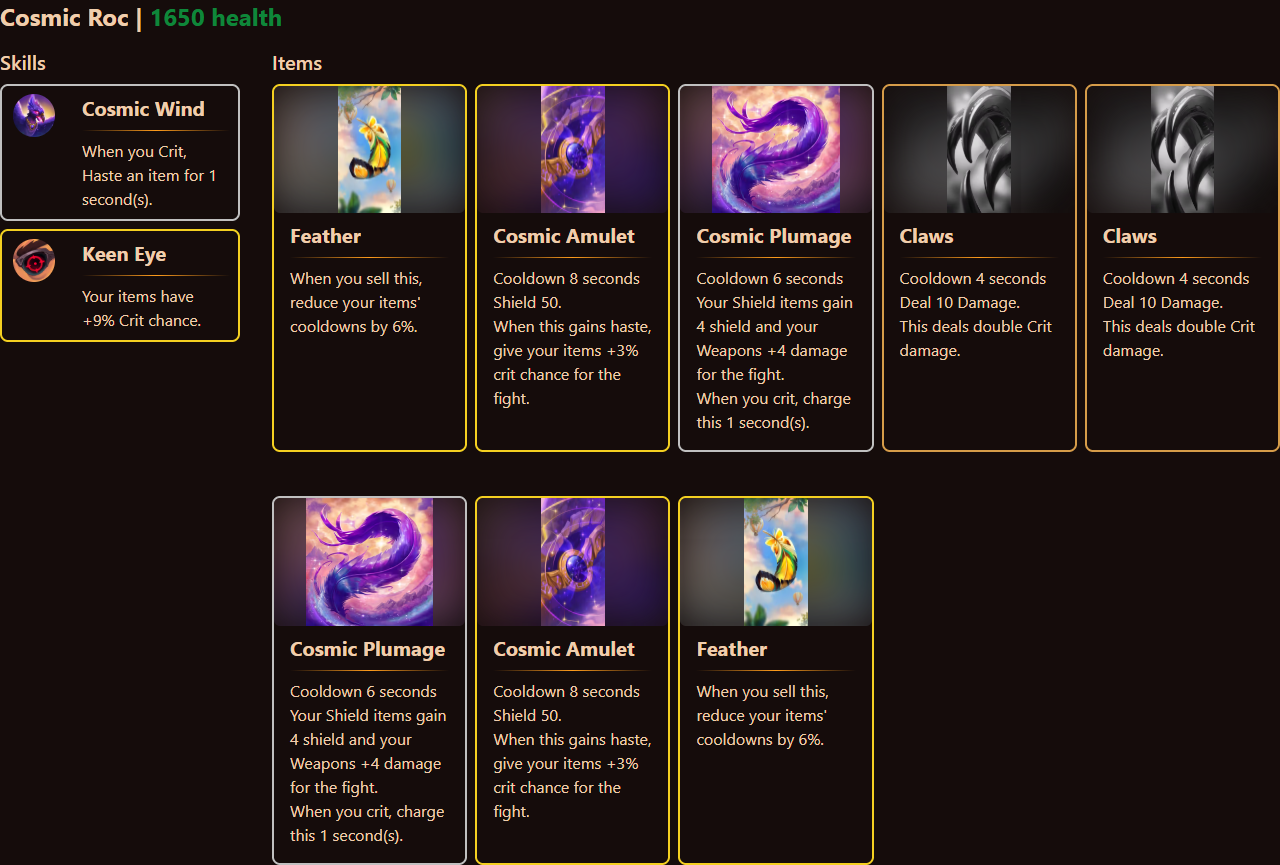 Cosmic Roc | 1650 health
Skills
Cosmic Wind
When you Crit,
Haste an item for 1
second(s).
Keen Eye
Your items have
+9% Crit chance.
Items
Feather
When you sell this,
reduce your items'
cooldowns by 6%.
Cosmic Amulet
Cooldown 8 seconds
Shield 50.
When this gains haste,
give your items +3%
crit chance for the
fight.
Cosmic Plumage
Cooldown 6 seconds
Your Shield items gain
4 shield and your
Weapons +4 damage
for the fight.
When you crit, charge
this 1 second(s).
Claws
Cooldown 4 seconds
Deal 10 Damage.
This deals double Crit
damage.
Claws
Cooldown 4 seconds
Deal 10 Damage.
This deals double Crit
damage.
Cosmic Plumage
Cooldown 6 seconds
Your Shield items gain
4 shield and your
Weapons +4 damage
for the fight.
When you crit, charge
this 1 second(s).
Cosmic Amulet
Cooldown 8 seconds
Shield 50.
When this gains haste,
give your items +3%
crit chance for the
fight.
Feather
When you sell this,
reduce your items'
cooldowns by 6%.